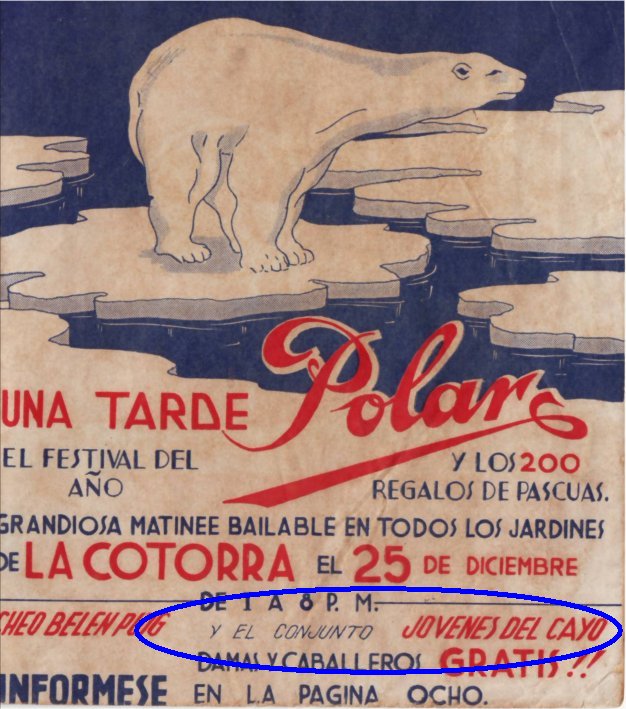 UNA TARDE Polar
EL FESTIVAL DEL AÑO
Y LOS 200 REGALOS DE PASCUAS.
GRANDIOSA MATINEE BAILABLE EN TODOS LOS JARDINES
DE LA COTORRA EL 25 DE DICIEMBRE
DE 1 A 8 P. M.
CHEO BELEN PUIG Y EL CONJUNTO JOVENES DEL CAYO
DAMAS Y CABALLEROS GRATIS!!
INFORMESE EN LA PAGINA OCHO.